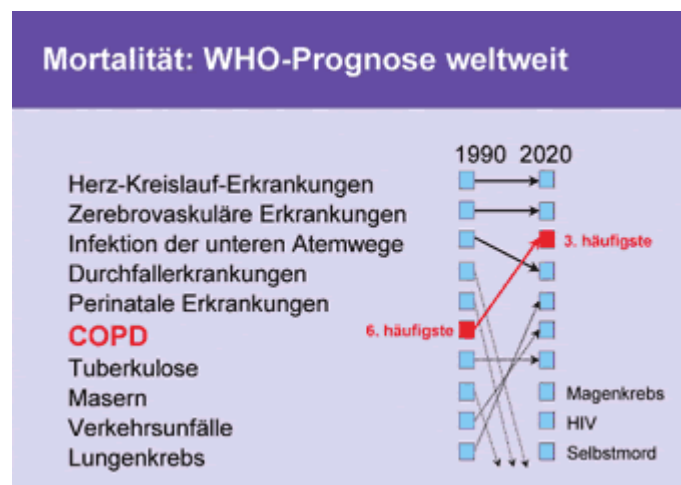 Mortalität: WHO-Prognose weltweit
1990 2020
Herz-Kreislauf-Erkrankungen
Zerebrovaskuläre Erkrankungen
Infektion der unteren Atemwege 3. häufigste
Durchfallerkrankungen
Perinatale Erkrankungen
COPD 6. häufigste
Tuberkulose
Masern Magenkrebs
Verkehrsunfälle HIV
Lungenkrebs Selbstmord